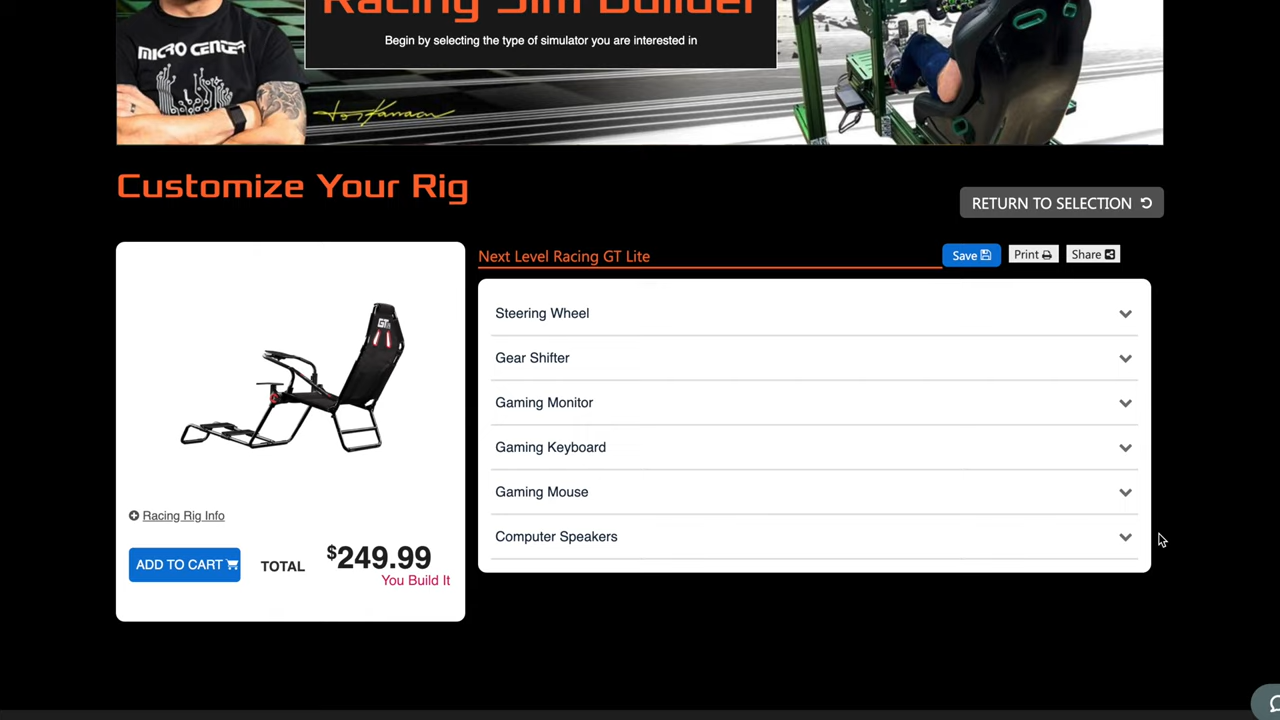 Racing Sim Builder
Begin by selecting the type of simulator you are interested in
MICRO CENTER
Customize Your Rig
RETURN TO SELECTION
Next Level Racing GT Lite
Save
Print
Share
Steering Wheel
Gear Shifter
Gaming Monitor
Gaming Keyboard
Gaming Mouse
Computer Speakers
GT
Racing Rig Info
ADD TO CART
TOTAL
$249.99
You Build It